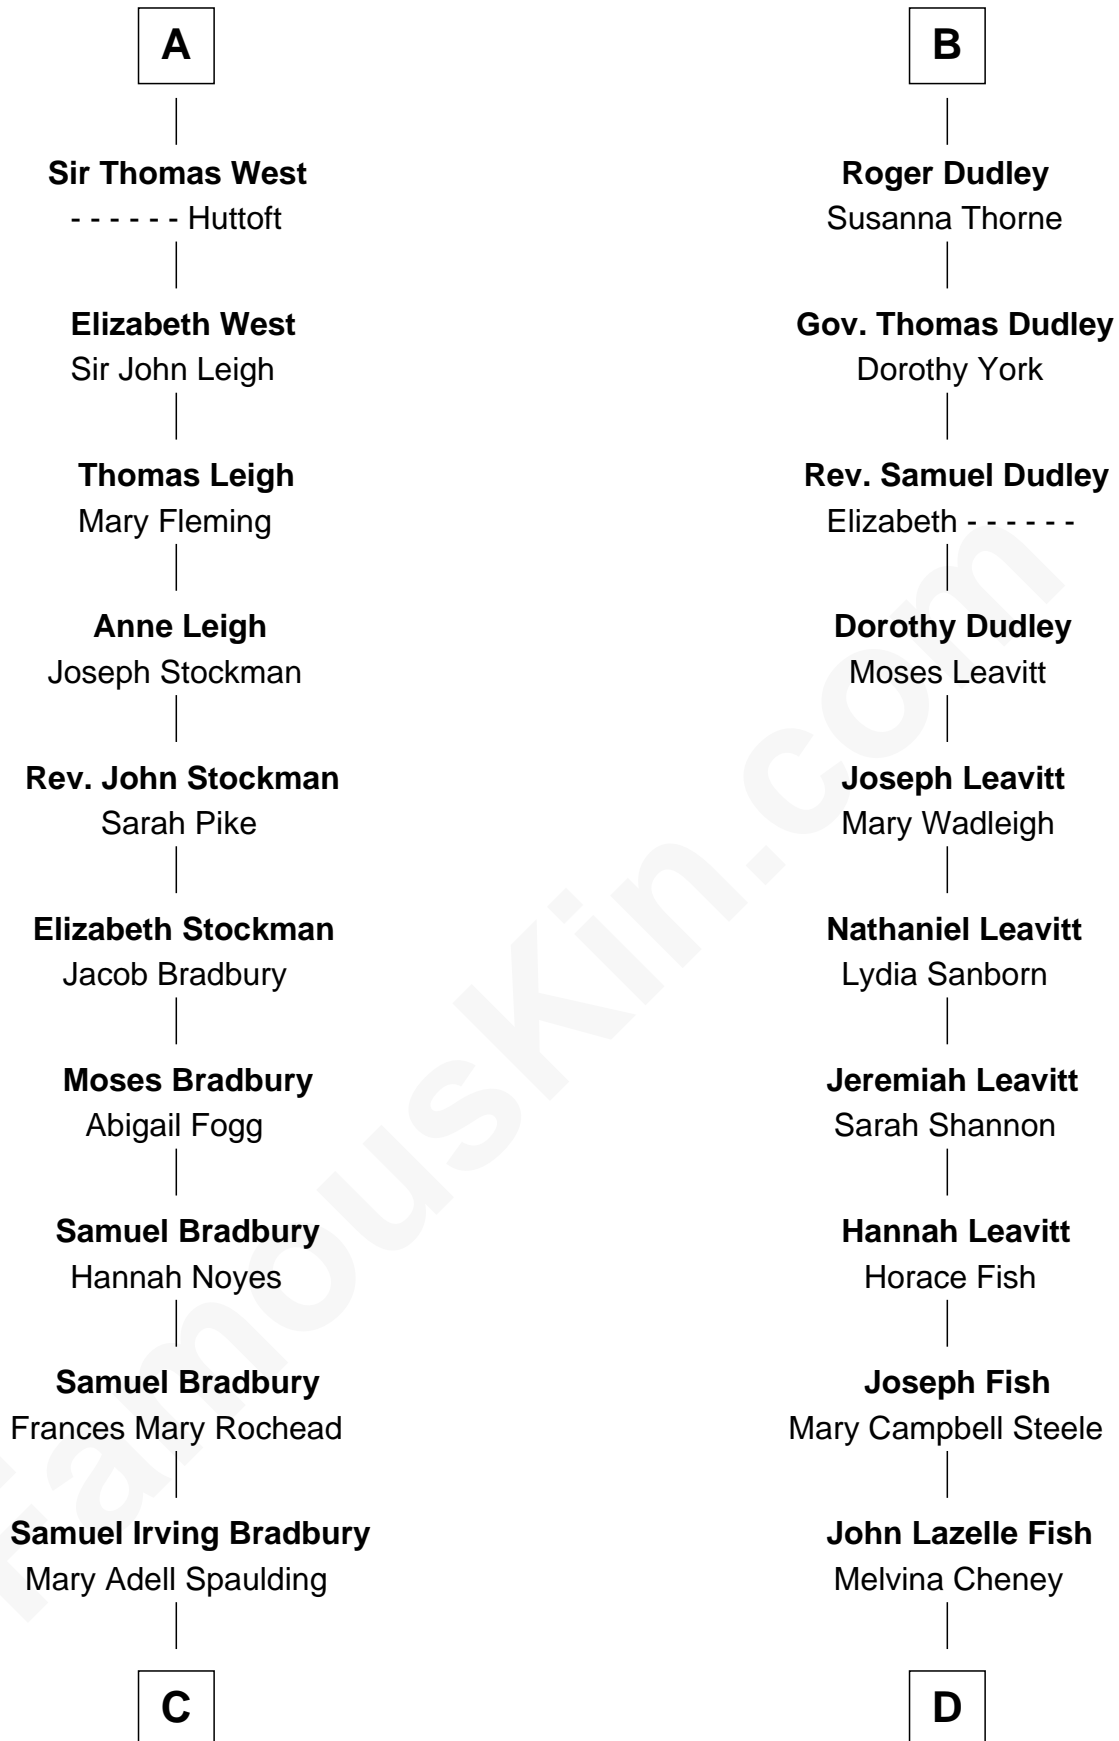 A
Sir Thomas West
- - - - - - Huttoft
Elizabeth West
Sir John Leigh
Thomas Leigh
Mary Fleming
Anne Leigh
Joseph Stockman
Rev. John Stockman
Sarah Pike
Elizabeth Stockman
Jacob Bradbury
Moses Bradbury
Abigail Fogg
Samuel Bradbury
Hannah Noyes
Samuel Bradbury
Frances Mary Rochead
Samuel Irving Bradbury
Mary Adell Spaulding
C
B
Roger Dudley
Susanna Thorne
Gov. Thomas Dudley
Dorothy York
Rev. Samuel Dudley
Elizabeth - - - - - -
Dorothy Dudley
Moses Leavitt
Joseph Leavitt
Mary Wadleigh
Nathaniel Leavitt
Lydia Sanborn
Jeremiah Leavitt
Sarah Shannon
Hannah Leavitt
Horace Fish
Joseph Fish
Mary Campbell Steele
John Lazelle Fish
Melvina Cheney
D
FamousKin.com